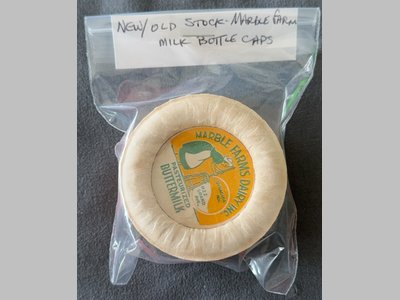 NEW/OLD STOCK-MARBLE FARM
MILK BOTTLE CAPS
MARBLE FARMS DAIRY, INC.
PASTEURIZED
BUTTERMILK